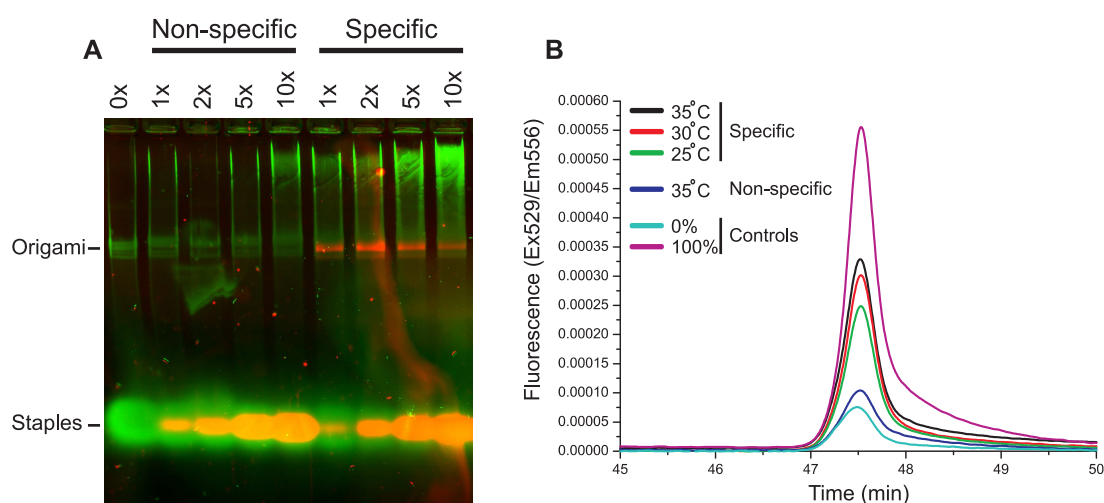 A
Non-specific Specific
0x 1x 2x 5x 10x 1x 2x 5x 10x
Origami
Staples
B
Fluorescence (Ex529/Em556)
0.00060
0.00055
0.00050
0.00045
0.00040
0.00035
0.00030
0.00025
0.00020
0.00015
0.00010
0.00005
0.00000
35°C
30°C Specific
25°C
35°C Non-specific
0%
100% Controls
45 46 47 48 49 50
Time (min)